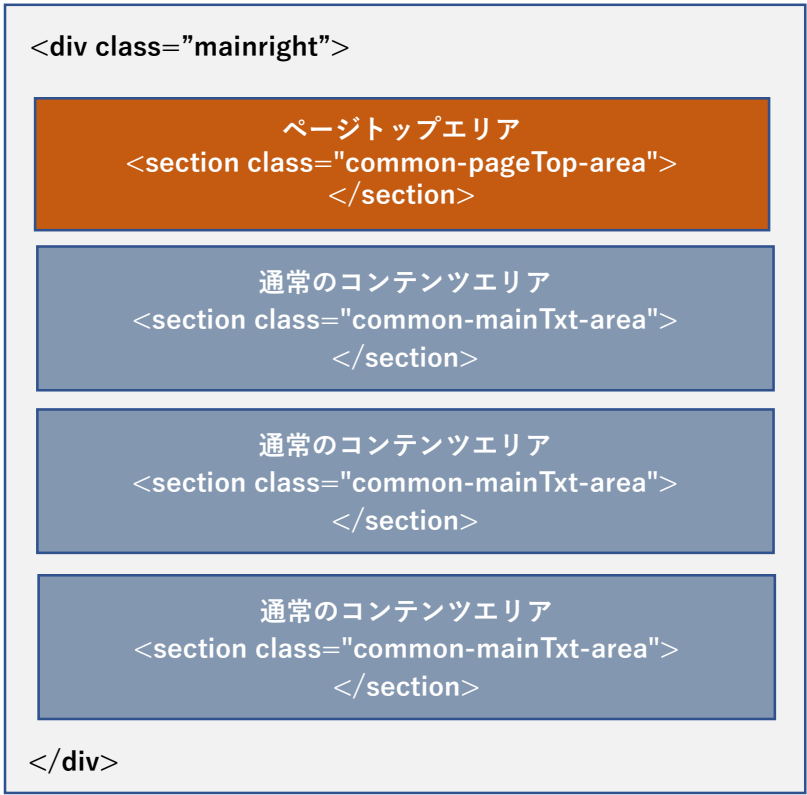 <div class=”mainright”>
ページトップエリア
<section class="common-pageTop-area">
</section>
通常のコンテンツエリア
<section class="common-mainTxt-area">
</section>
通常のコンテンツエリア
<section class="common-mainTxt-area">
</section>
通常のコンテンツエリア
<section class="common-mainTxt-area">
</section>
</div>